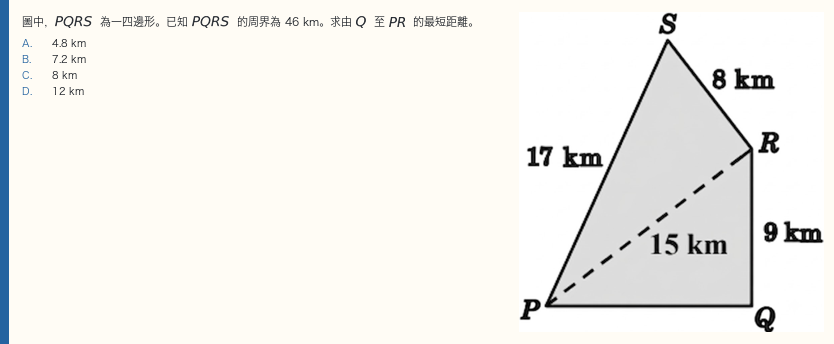 圖中，PQRS 為一四邊形。已知 PQRS 的周界為 46 km。求由 Q 至 PR 的最短距離。
A. 4.8 km
B. 7.2 km
C. 8 km
D. 12 km
S
8 km
R
17 km
9 km
15 km
P
Q